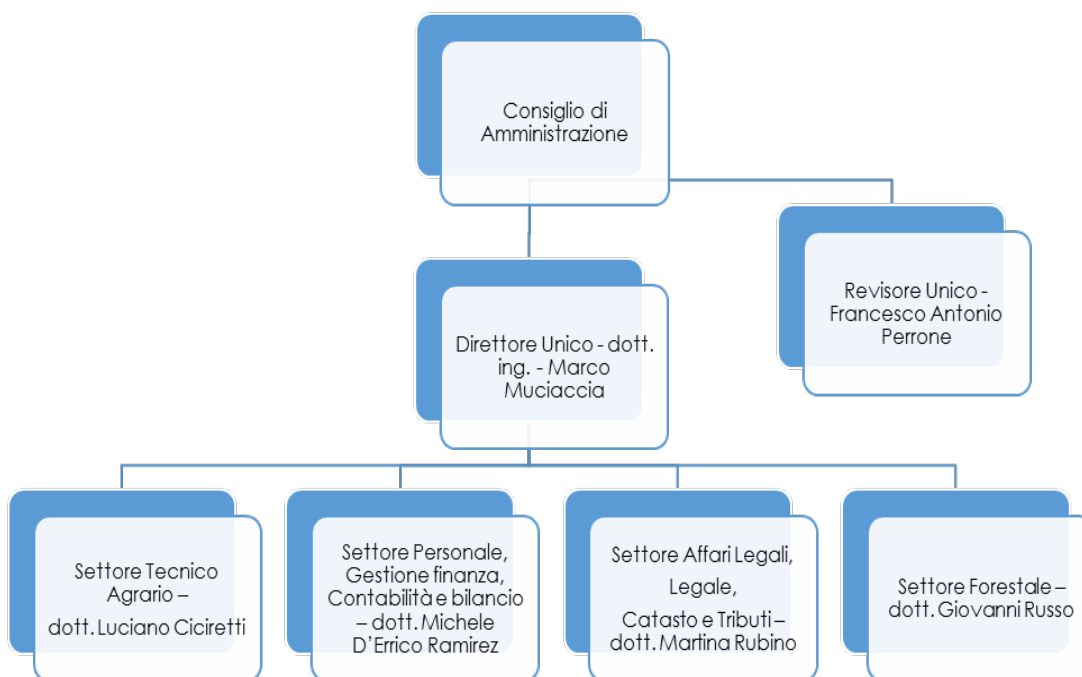 Consiglio di
Amministrazione
Revisore Unico -
Francesco Antonio
Perrone
Direttore Unico - dott.
ing. - Marco
Muciaccia
Settore Tecnico
Agrario –
dott. Luciano Ciciretti
Settore Personale,
Gestione finanza,
Contabilità e bilancio
– dott. Michele
D'Errico Ramirez
Settore Affari Legali,
Legale,
Catasto e Tributi –
dott. Martina Rubino
Settore Forestale –
dott. Giovanni Russo